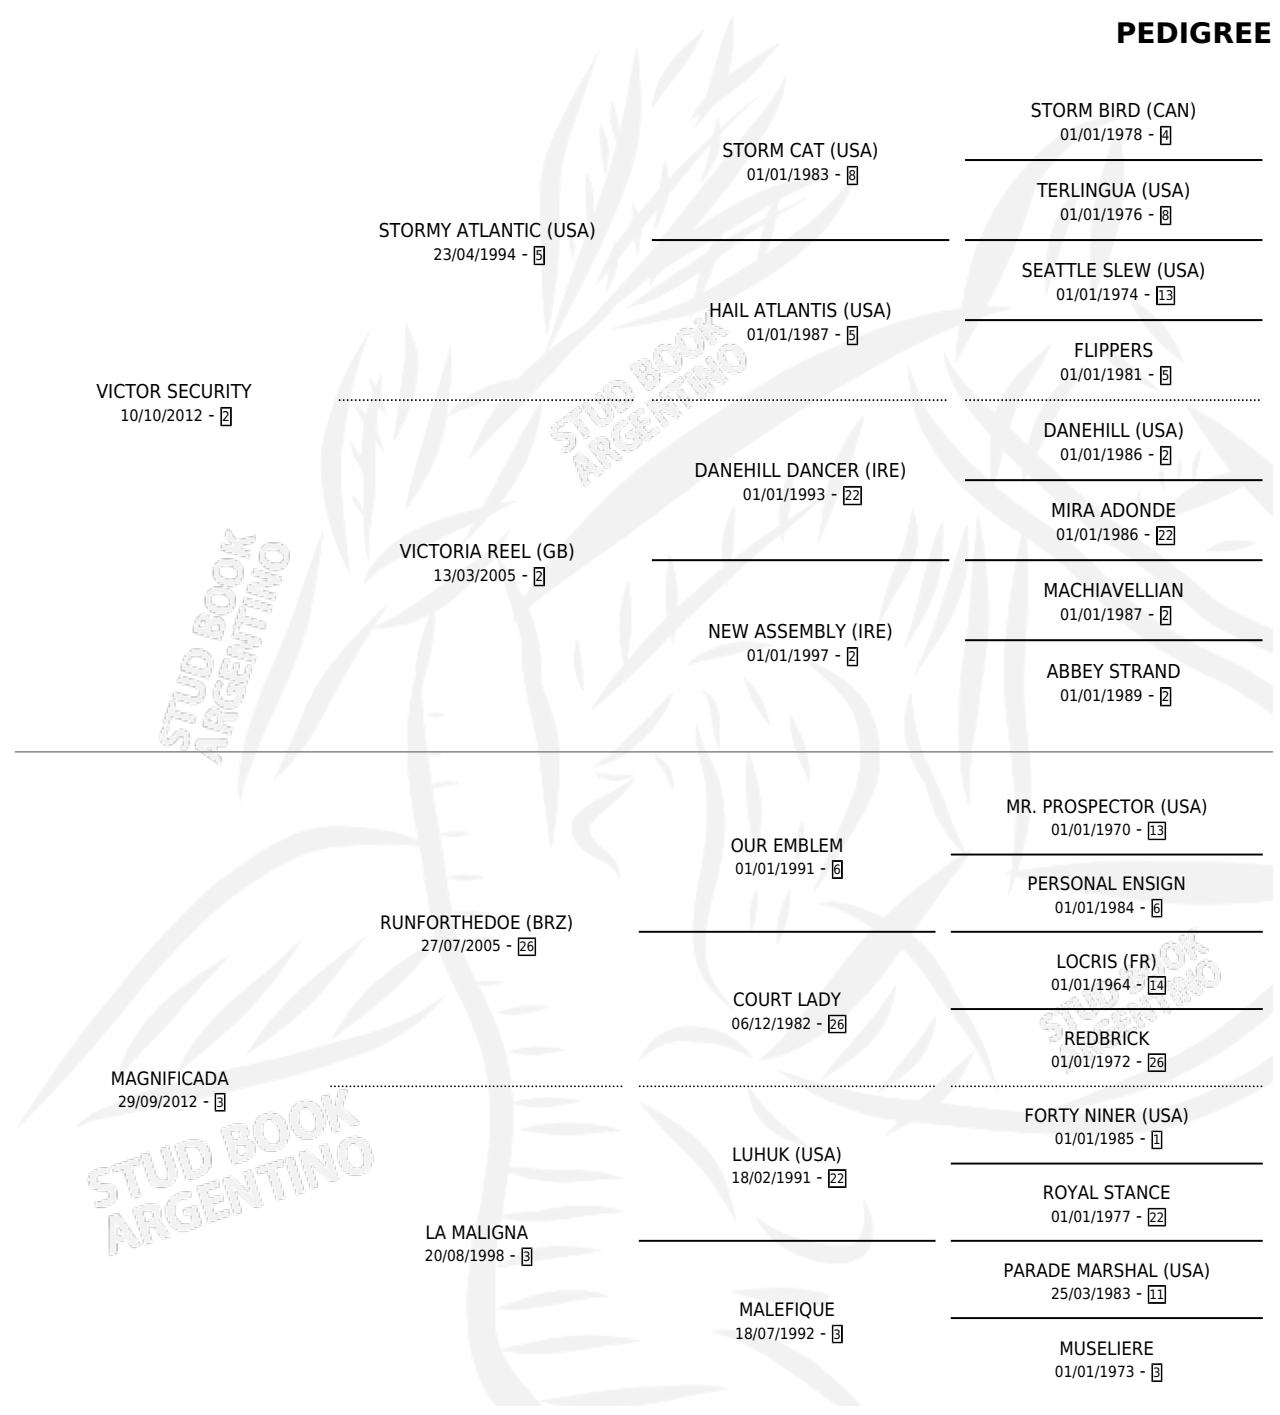 PEDIGREE
STORM BIRD (CAN)
01/01/1978 - 4
STORM CAT (USA)
01/01/1983 - 8
TERLINGUA (USA)
01/01/1976 - 8
STORMY ATLANTIC (USA)
23/04/1994 - 5
SEATTLE SLEW (USA)
01/01/1974 - 13
HAIL ATLANTIS (USA)
01/01/1987 - 5
FLIPPERS
01/01/1981 - 5
VICTOR SECURITY
10/10/2012 - 2
DANEHILL (USA)
01/01/1986 - 2
DANEHILL DANCER (IRE)
01/01/1993 - 22
MIRA ADONDE
01/01/1986 - 22
VICTORIA REEL (GB)
13/03/2005 - 2
MACHIAVELLIAN
01/01/1987 - 2
NEW ASSEMBLY (IRE)
01/01/1997 - 2
ABBEY STRAND
01/01/1989 - 2
MR. PROSPECTOR (USA)
01/01/1970 - 13
OUR EMBLEM
01/01/1991 - 6
PERSONAL ENSIGN
01/01/1984 - 6
RUNFORTHEDOE (BRZ)
27/07/2005 - 26
LOCRIS (FR)
01/01/1964 - 14
COURT LADY
06/12/1982 - 26
REDBRICK
01/01/1972 - 26
MAGNIFICADA
29/09/2012 - 3
FORTY NINER (USA)
01/01/1985 - 1
LUHUK (USA)
18/02/1991 - 22
ROYAL STANCE
01/01/1977 - 22
LA MALIGNA
20/08/1998 - 3
PARADE MARSHAL (USA)
25/03/1983 - 11
MALEFIQUE
18/07/1992 - 3
MUSELIERE
01/01/1973 - 3
STUD BOOK
ARGENTINO
STUD BOOK
ARGENTINO
STUD BOOK
ARGENTINO
STUD BOOK
ARGENTINO